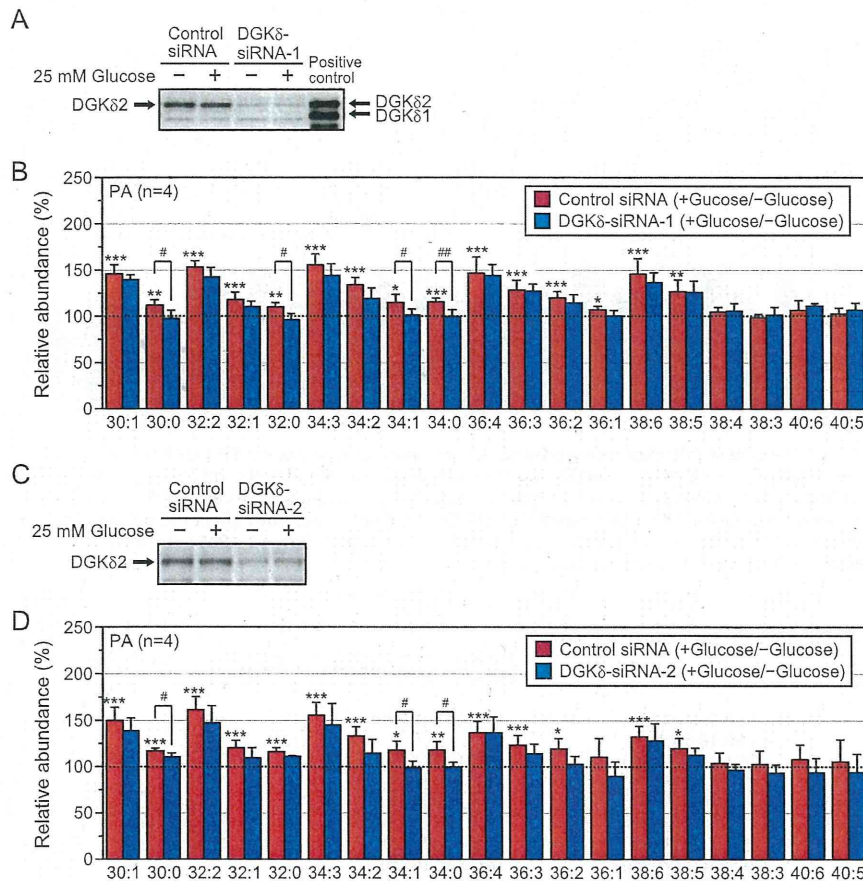 A
Control siRNA DGKδ-siRNA-1 Positive control
25 mM Glucose − + − +
DGKδ2 DGKδ2
DGKδ1
B
250
200
150
100
50
0
Relative abundance (%)
PA (n=4)
Control siRNA (+Gucose/−Glucose)
DGKδ-siRNA-1 (+Glucose/−Glucose)
*** ** # *** ** ** # *** *** * # *** ## *** *** *** * *** **
30:1 30:0 32:2 32:1 32:0 34:3 34:2 34:1 34:0 36:4 36:3 36:2 36:1 38:6 38:5 38:4 38:3 40:6 40:5
C
Control siRNA DGKδ-siRNA-2
25 mM Glucose − + − +
DGKδ2
D
250
200
150
100
50
0
Relative abundance (%)
PA (n=4)
Control siRNA (+Glucose/−Glucose)
DGKδ-siRNA-2 (+Glucose/−Glucose)
*** *** # *** *** ** *** *** * # ** # *** *** * *** *
30:1 30:0 32:2 32:1 32:0 34:3 34:2 34:1 34:0 36:4 36:3 36:2 36:1 38:6 38:5 38:4 38:3 40:6 40:5